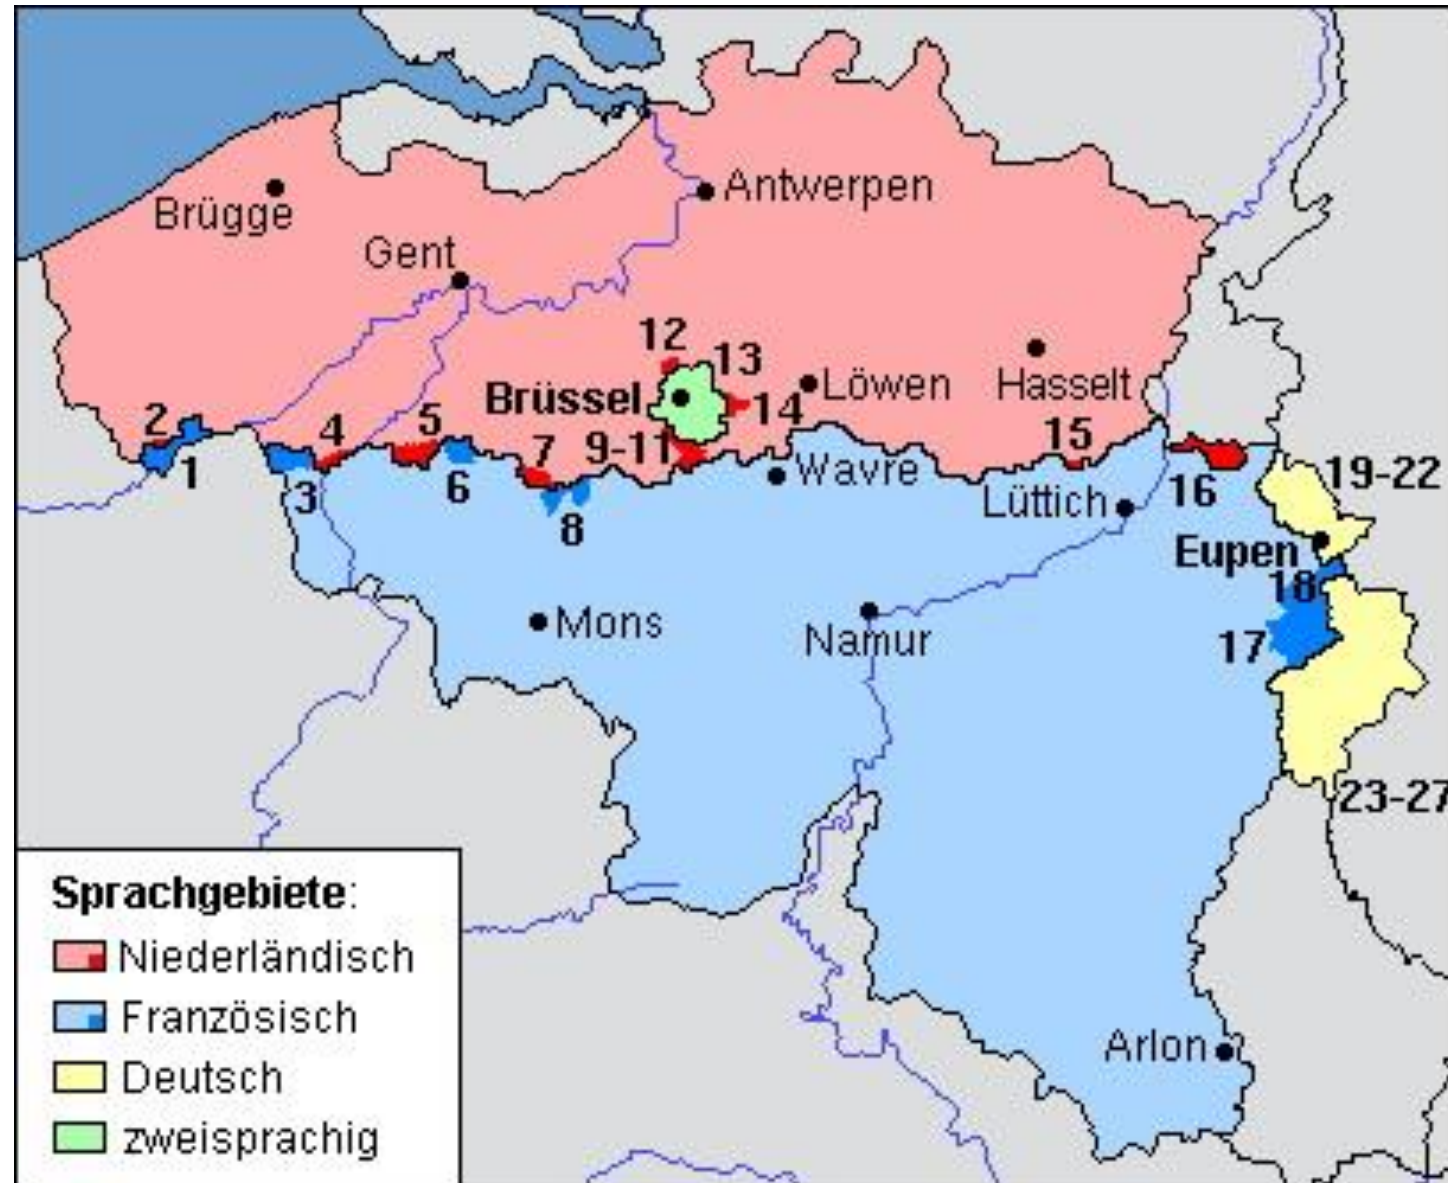 Antwerpen
Brügge
Gent
12
13
Brüssel
Löwen
Hasselt
14
2
4
5
7
9-11
15
1
3
6
8
Wavre
Lüttich
16
19-22
Eupen
18
17
Mons
Namur
23-27
Arlon
Sprachgebiete:
Niederländisch
Französisch
Deutsch
zweisprachig